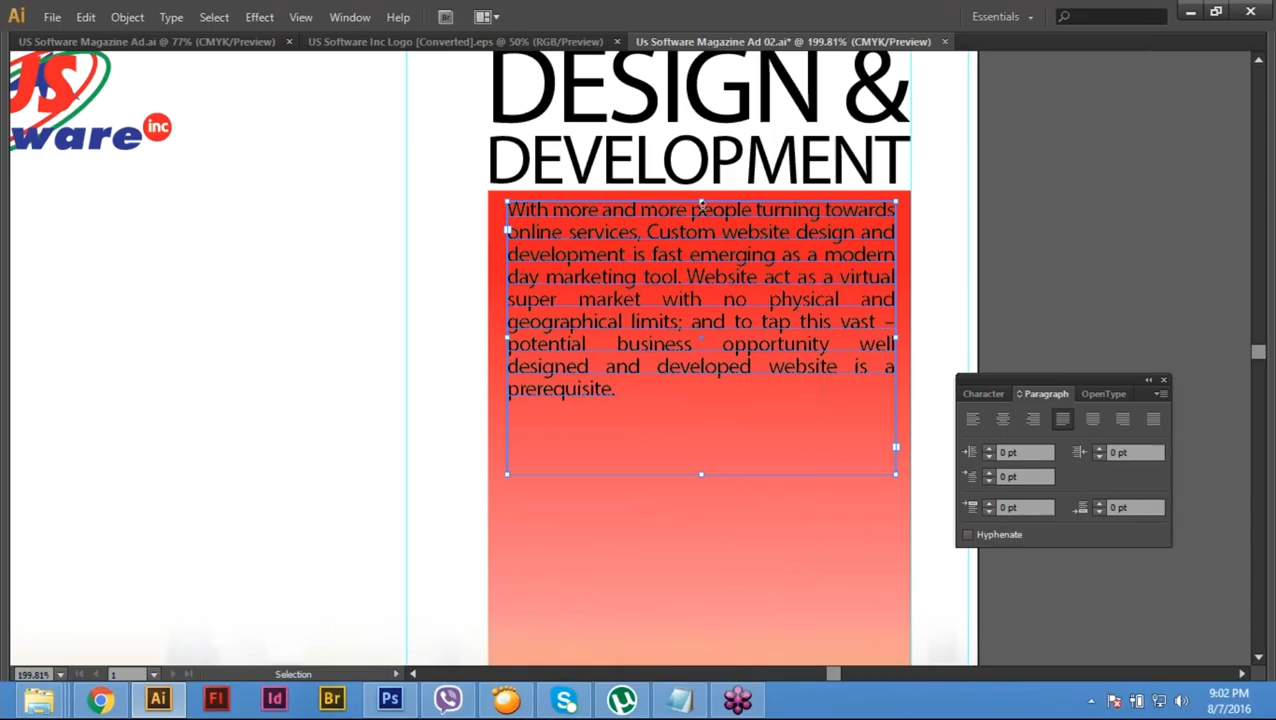 Ai File Edit Object Type Select Effect View Window Help Br Essentials
US Software Magazine Ad.ai @ 77% (CMYK/Preview) × US Software Inc Logo [Converted].eps @ 50% (RGB/Preview) × Us Software Magazine Ad 02.ai* @ 199.81% (CMYK/Preview) ×
DESIGN &
ware inc
DEVELOPMENT
With more and more people turning towards
online services, Custom website design and
development is fast emerging as a modern
day marketing tool. Website act as a virtual
super market with no physical and
geographical limits; and to tap this vast –
potential business opportunity well
designed and developed website is a
prerequisite.
Character Paragraph OpenType
0 pt 0 pt
0 pt
0 pt 0 pt
Hyphenate
199.81% 1 Selection
Ai Fl Id Br Ps
9:02 PM
8/7/2016